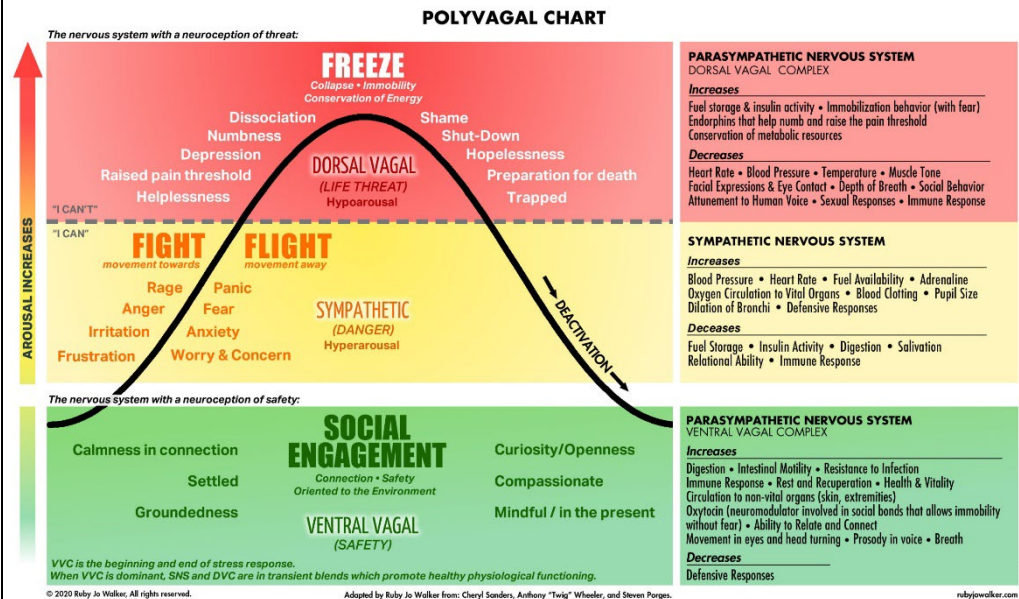 POLYVAGAL CHART
The nervous system with a neuroception of threat:
AROUSAL INCREASES
FREEZE
Collapse • Immobility
Conservation of Energy
Dissociation
Numbness
Depression
Raised pain threshold
Helplessness
Shame
Shut-Down
Hopelessness
Preparation for death
Trapped
DORSAL VAGAL
(LIFE THREAT)
Hypoarousal
"I CAN'T"
"I CAN"
FIGHT
movement towards
FLIGHT
movement away
Rage
Anger
Irritation
Frustration
Panic
Fear
Anxiety
Worry & Concern
SYMPATHETIC
(DANGER)
Hyperarousal
DEACTIVATION
The nervous system with a neuroception of safety:
SOCIAL
ENGAGEMENT
Connection • Safety
Oriented to the Environment
Calmness in connection
Settled
Groundedness
Curiosity/Openness
Compassionate
Mindful / in the present
VENTRAL VAGAL
(SAFETY)
VVC is the beginning and end of stress response.
When VVC is dominant, SNS and DVC are in transient blends which promote healthy physiological functioning.
PARASYMPATHETIC NERVOUS SYSTEM
DORSAL VAGAL COMPLEX
Increases
Fuel storage & insulin activity • Immobilization behavior (with fear)
Endorphins that help numb and raise the pain threshold
Conservation of metabolic resources
Decreases
Heart Rate • Blood Pressure • Temperature • Muscle Tone
Facial Expressions & Eye Contact • Depth of Breath • Social Behavior
Attunement to Human Voice • Sexual Responses • Immune Response
SYMPATHETIC NERVOUS SYSTEM
Increases
Blood Pressure • Heart Rate • Fuel Availability • Adrenaline
Oxygen Circulation to Vital Organs • Blood Clotting • Pupil Size
Dilation of Bronchi • Defensive Responses
Deceases
Fuel Storage • Insulin Activity • Digestion • Salivation
Relational Ability • Immune Response
PARASYMPATHETIC NERVOUS SYSTEM
VENTRAL VAGAL COMPLEX
Increases
Digestion • Intestinal Motility • Resistance to Infection
Immune Response • Rest and Recuperation • Health & Vitality
Circulation to non-vital organs (skin, extremities)
Oxytocin (neuromodulator involved in social bonds that allows immobility
without fear) • Ability to Relate and Connect
Movement in eyes and head turning • Prosody in voice • Breath
Decreases
Defensive Responses
© 2020 Ruby Jo Walker, All rights reserved.
Adapted by Ruby Jo Walker from: Cheryl Sanders, Anthony "Twig" Wheeler, and Steven Porges.
rubyjowalker.com